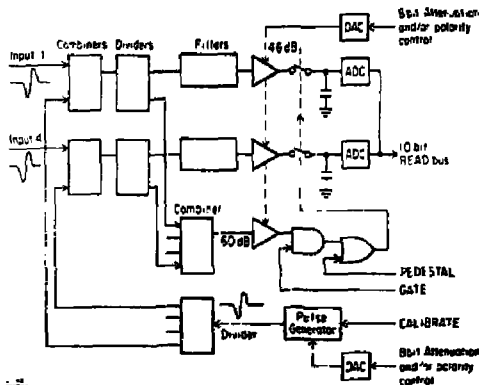 8bit Attenuation
and/or polarity
control
DAC
Combiners Dividers Filters 46dB
Input 1
ADC
Input 4
ADC
10 bit
READ bus
Combiner
60dB
PEDESTAL
GATE
Pulse
Generator
CALIBRATE
Divider
DAC
8bit Attenuation
and/or polarity
control